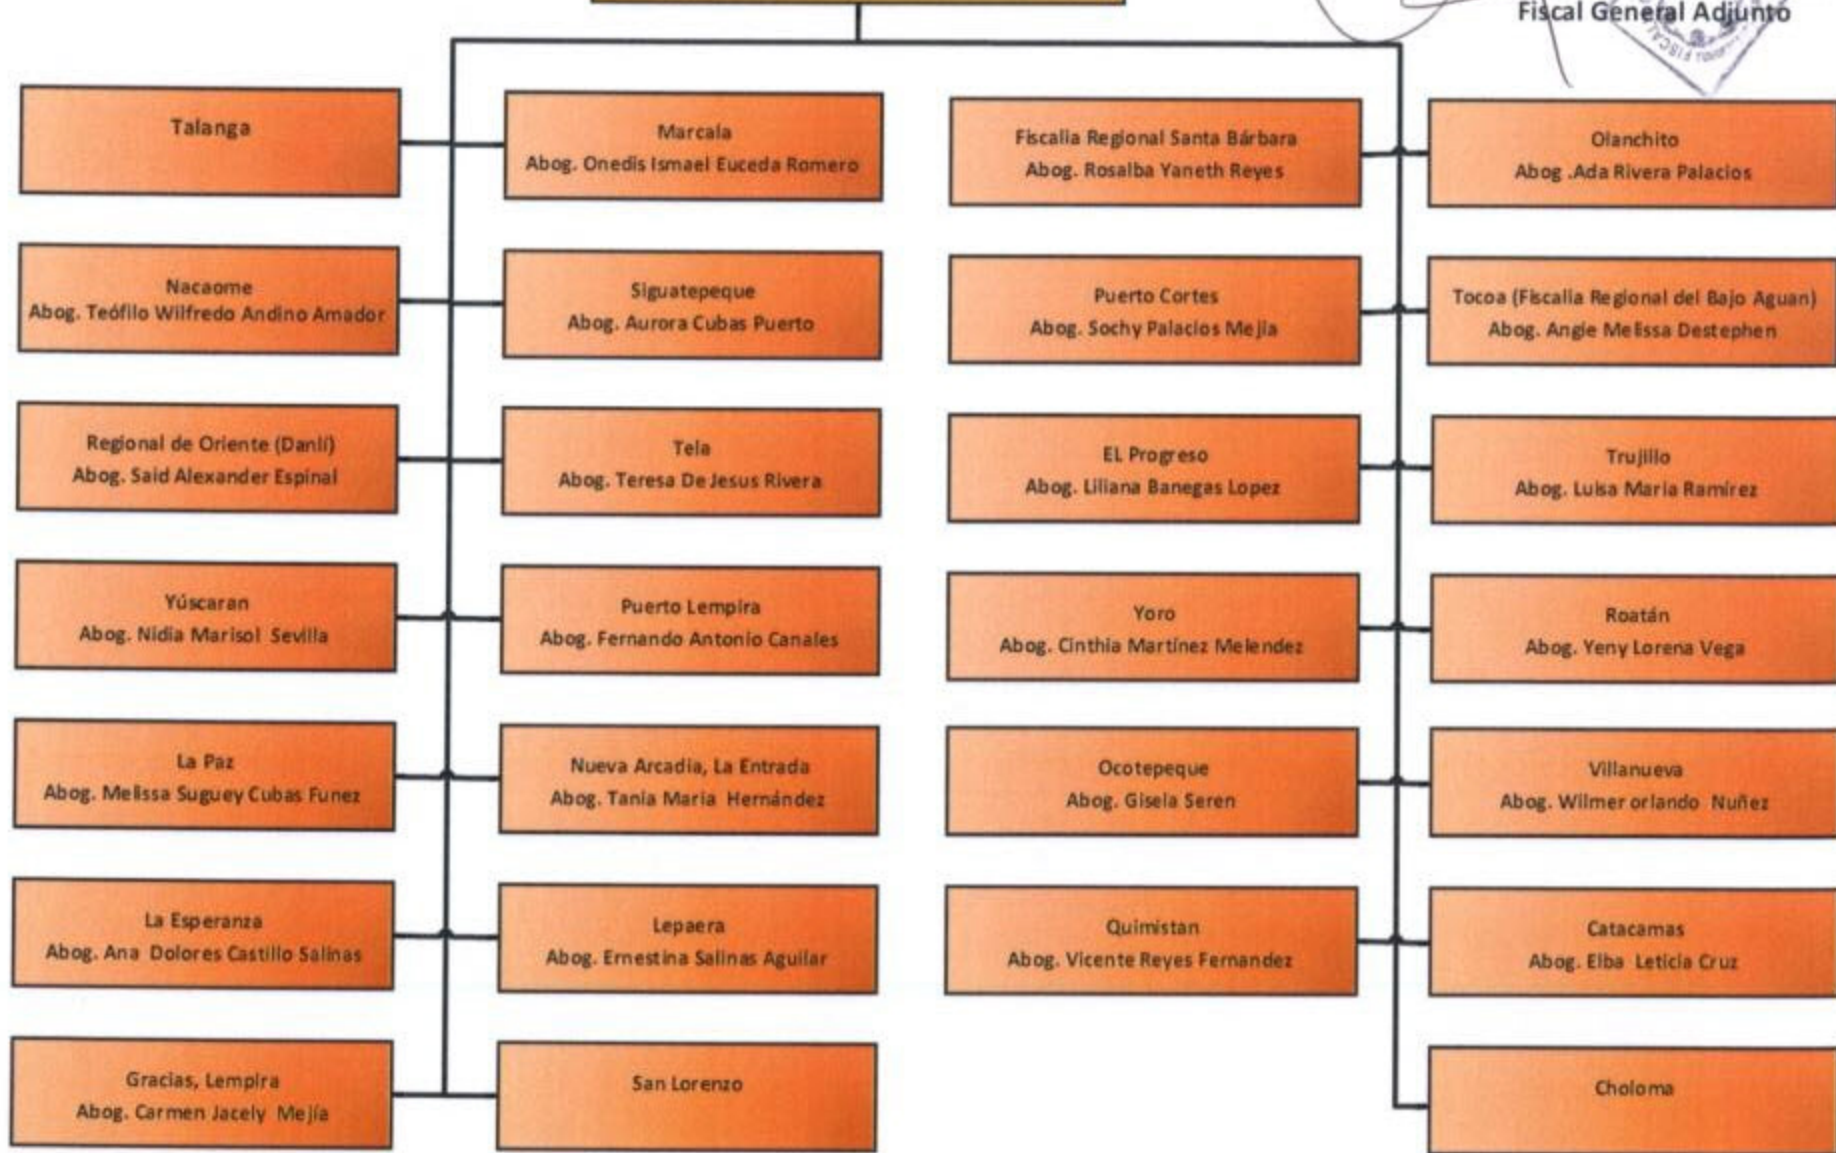 Fiscal General Adjunto
Talanga
Marcala
Abog. Onedis Ismael Euceda Romero
Fiscalia Regional Santa Bárbara
Abog. Rosalba Yaneth Reyes
Olanchito
Abog .Ada Rivera Palacios
Nacaome
Abog. Teófilo Wilfredo Andino Amador
Siguatepeque
Abog. Aurora Cubas Puerto
Puerto Cortes
Abog. Sochy Palacios Mejia
Tocoa (Fiscalia Regional del Bajo Aguan)
Abog. Angie Melissa Destephen
Regional de Oriente (Danlí)
Abog. Said Alexander Espinal
Tela
Abog. Teresa De Jesus Rivera
EL Progreso
Abog. Liliana Banegas Lopez
Trujillo
Abog. Luisa Maria Ramírez
Yúscaran
Abog. Nidia Marisol Sevilla
Puerto Lempira
Abog. Fernando Antonio Canales
Yoro
Abog. Cinthia Martínez Melendez
Roatán
Abog. Yeny Lorena Vega
La Paz
Abog. Melissa Suguey Cubas Funez
Nueva Arcadia, La Entrada
Abog. Tania Maria Hernández
Ocotepeque
Abog. Gisela Seren
Villanueva
Abog. Wilmer orlando Nuñez
La Esperanza
Abog. Ana Dolores Castillo Salinas
Lepaera
Abog. Ernestina Salinas Aguilar
Quimistan
Abog. Vicente Reyes Fernandez
Catacamas
Abog. Elba Leticia Cruz
Gracias, Lempira
Abog. Carmen Jacely Mejía
San Lorenzo
Choloma